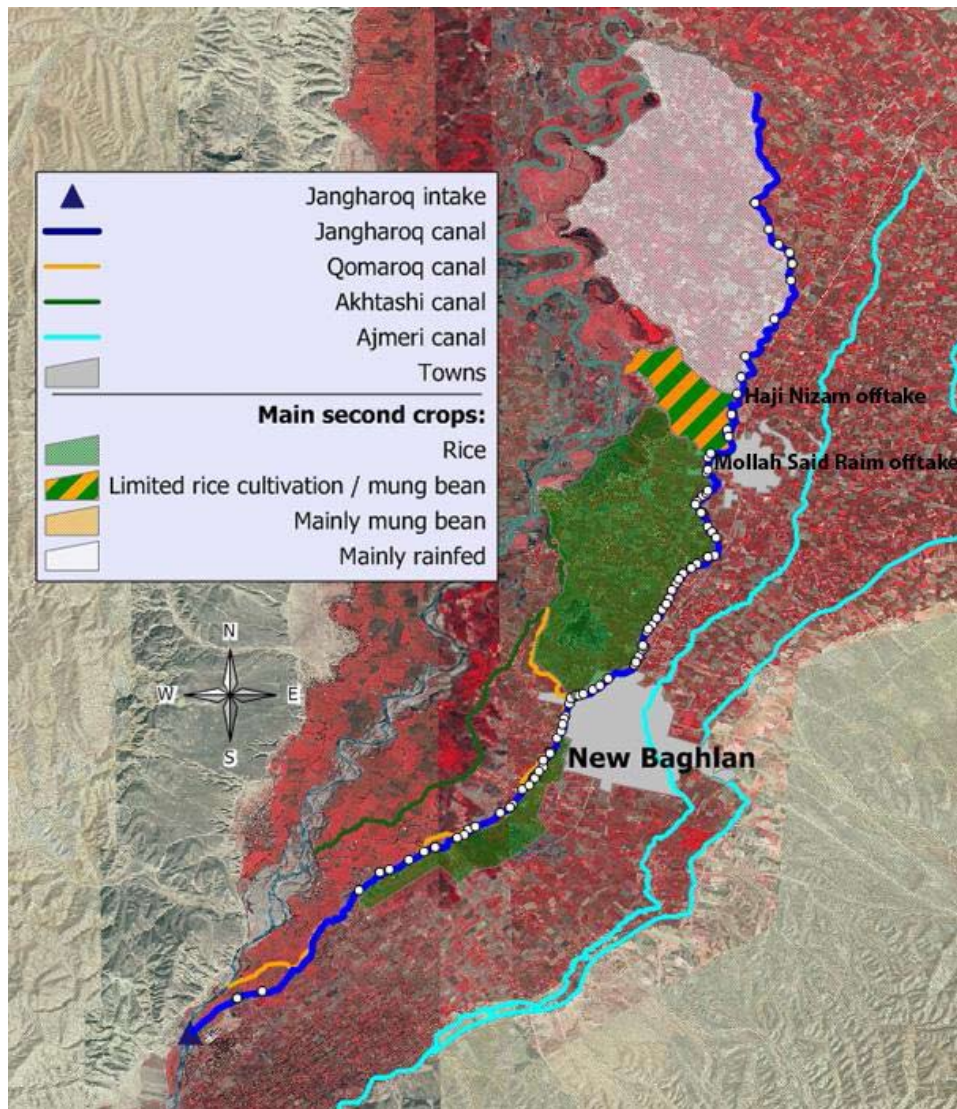 Jangharoq intake
Jangharoq canal
Qomaroq canal
Akhtashi canal
Ajmeri canal
Towns
Main second crops:
Rice
Limited rice cultivation / mung bean
Mainly mung bean
Mainly rainfed
Haji Nizam offtake
Mollah Said Raim offtake
N
W
E
S
New Baghlan